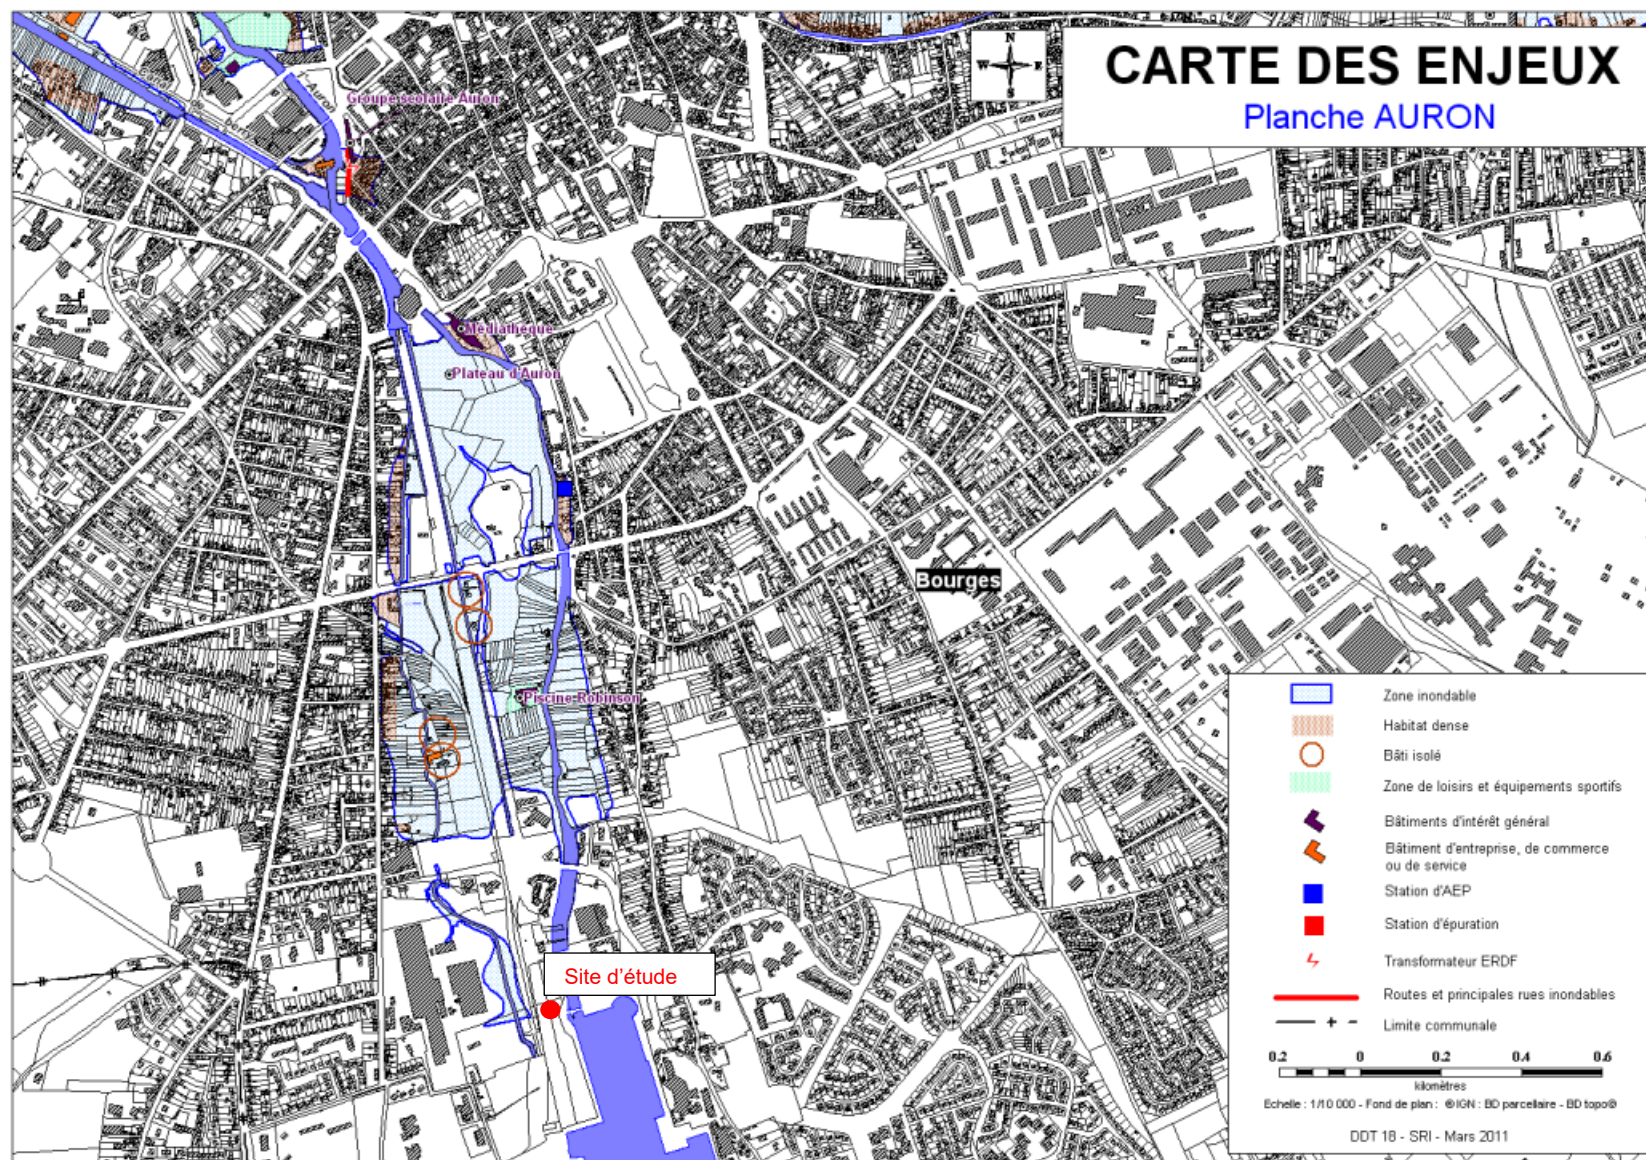 CARTE DES ENJEUX
Planche AURON
N
W
E
S
Auron
Groupe scolaire Auron
Médiathèque
Plateau d'Auron
Bourges
Piscine Robinson
Site d'étude
Zone inondable
Habitat dense
Bâti isolé
Zone de loisirs et équipements sportifs
Bâtiments d'intérêt général
Bâtiment d'entreprise, de commerce
ou de service
Station d'AEP
Station d'épuration
Transformateur ERDF
Routes et principales rues inondables
Limite communale
0.2 0 0.2 0.4 0.6
kilomètres
Echelle : 1/10 000 - Fond de plan : ©IGN : BD parcellaire - BD topo®
DDT 18 - SRI - Mars 2011